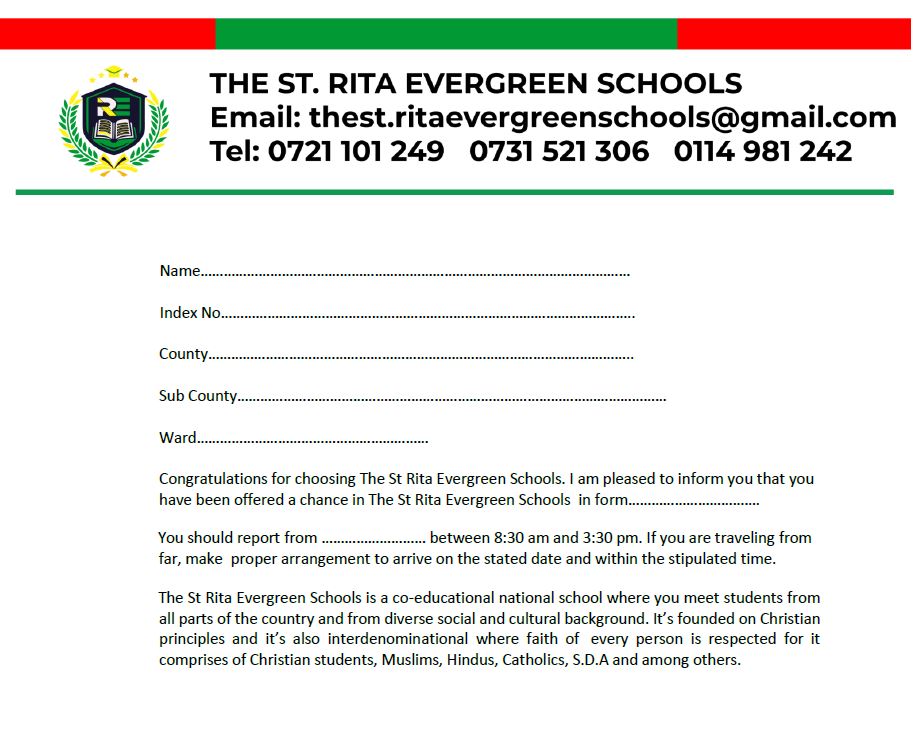 THE ST. RITA EVERGREEN SCHOOLS
Email: thest.ritaevergreenschools@gmail.com
Tel: 0721 101 249 0731 521 306 0114 981 242
RE
Name……………………………………………………………………………………………
Index No…………………………………………………………………………………………..
County……………………………………………………………………………………………..
Sub County……………………………………………………………………………………………
Ward……………………………………………………
Congratulations for choosing The St Rita Evergreen Schools. I am pleased to inform you that you
have been offered a chance in The St Rita Evergreen Schools in form…………………………….
You should report from ……………………… between 8:30 am and 3:30 pm. If you are traveling from
far, make proper arrangement to arrive on the stated date and within the stipulated time.
The St Rita Evergreen Schools is a co-educational national school where you meet students from
all parts of the country and from diverse social and cultural background. It’s founded on Christian
principles and it’s also interdenominational where faith of every person is respected for it
comprises of Christian students, Muslims, Hindus, Catholics, S.D.A and among others.